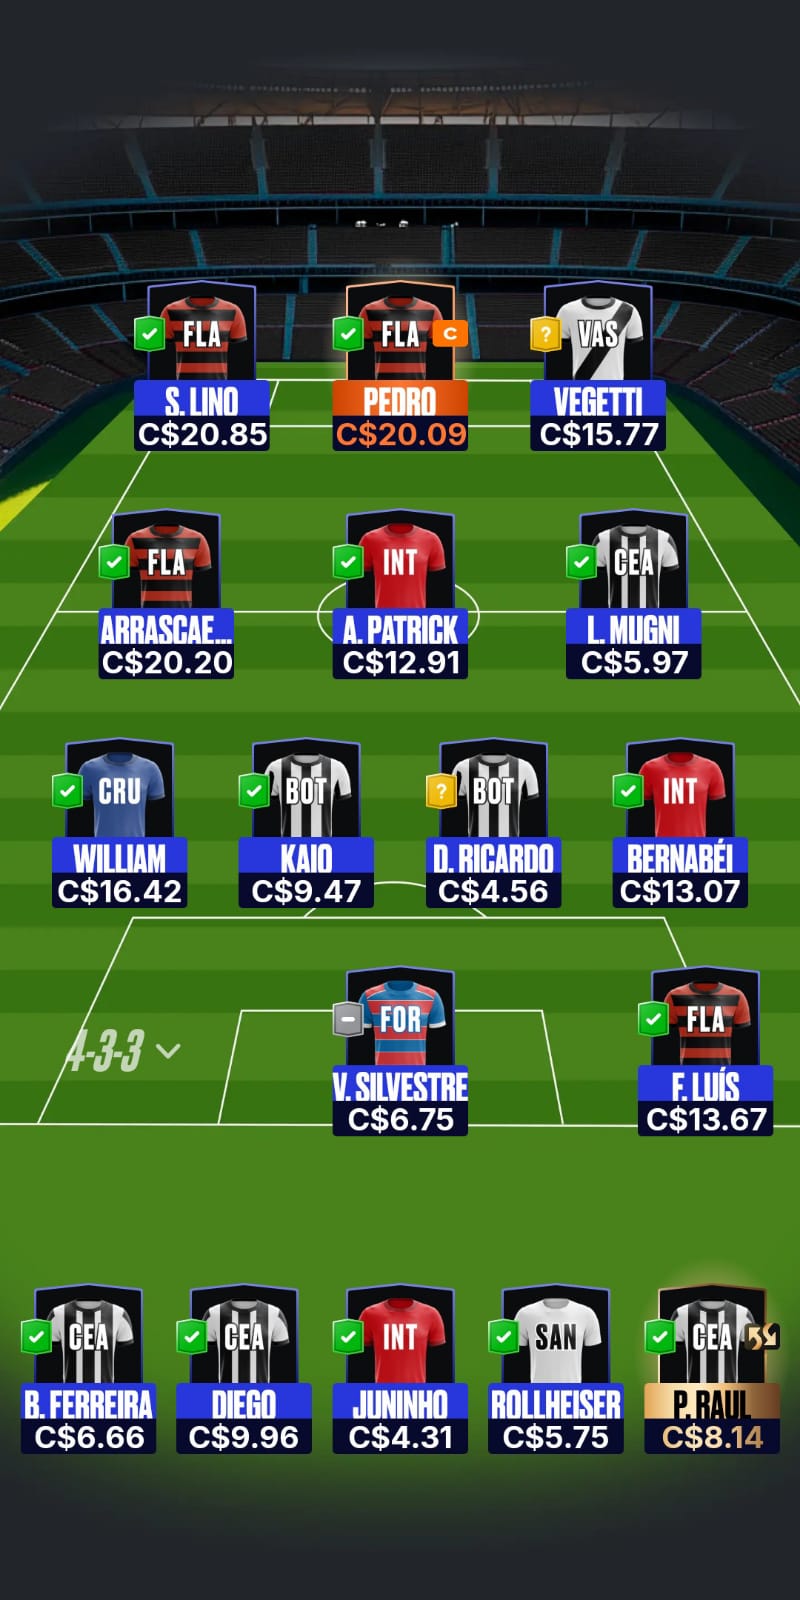 FLA
FLA
C
?
VAS
S. LINO
PEDRO
VEGETTI
C$20.85
C$20.09
C$15.77
FLA
INT
CEA
ARRASCAE...
A. PATRICK
L. MUGNI
C$20.20
C$12.91
C$5.97
CRU
BOT
?
BOT
INT
WILLIAM
KAIO
D. RICARDO
BERNABÉI
C$16.42
C$9.47
C$4.56
C$13.07
FOR
FLA
4-3-3
V. SILVESTRE
F. LUÍS
C$6.75
C$13.67
CEA
CEA
INT
SAN
CEA
B. FERREIRA
DIEGO
JUNINHO
ROLLHEISER
P. RAUL
C$6.66
C$9.96
C$4.31
C$5.75
C$8.14